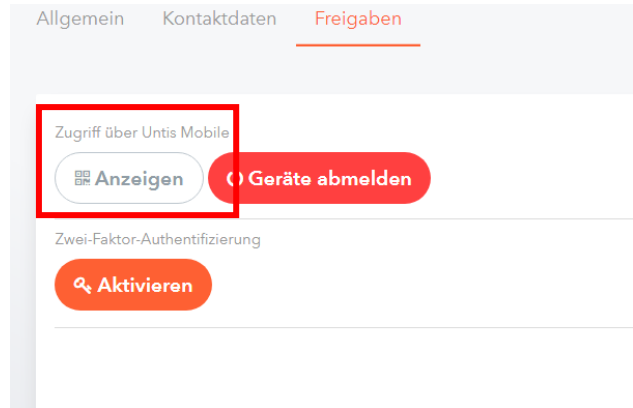 Allgemein Kontaktdaten Freigaben
Zugriff über Untis Mobile
Anzeigen Geräte abmelden
Zwei-Faktor-Authentifizierung
Aktivieren